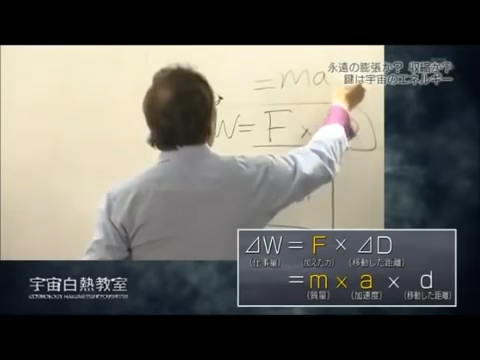 永遠の膨張か? 収縮か?
鍵は宇宙のエネルギー
= ma
W = F ×
⊿W = F × ⊿D
(仕事量) (加えた力) (移動した距離)
= m × a × d
(質量) (加速度) (移動した距離)
宇宙白熱教室